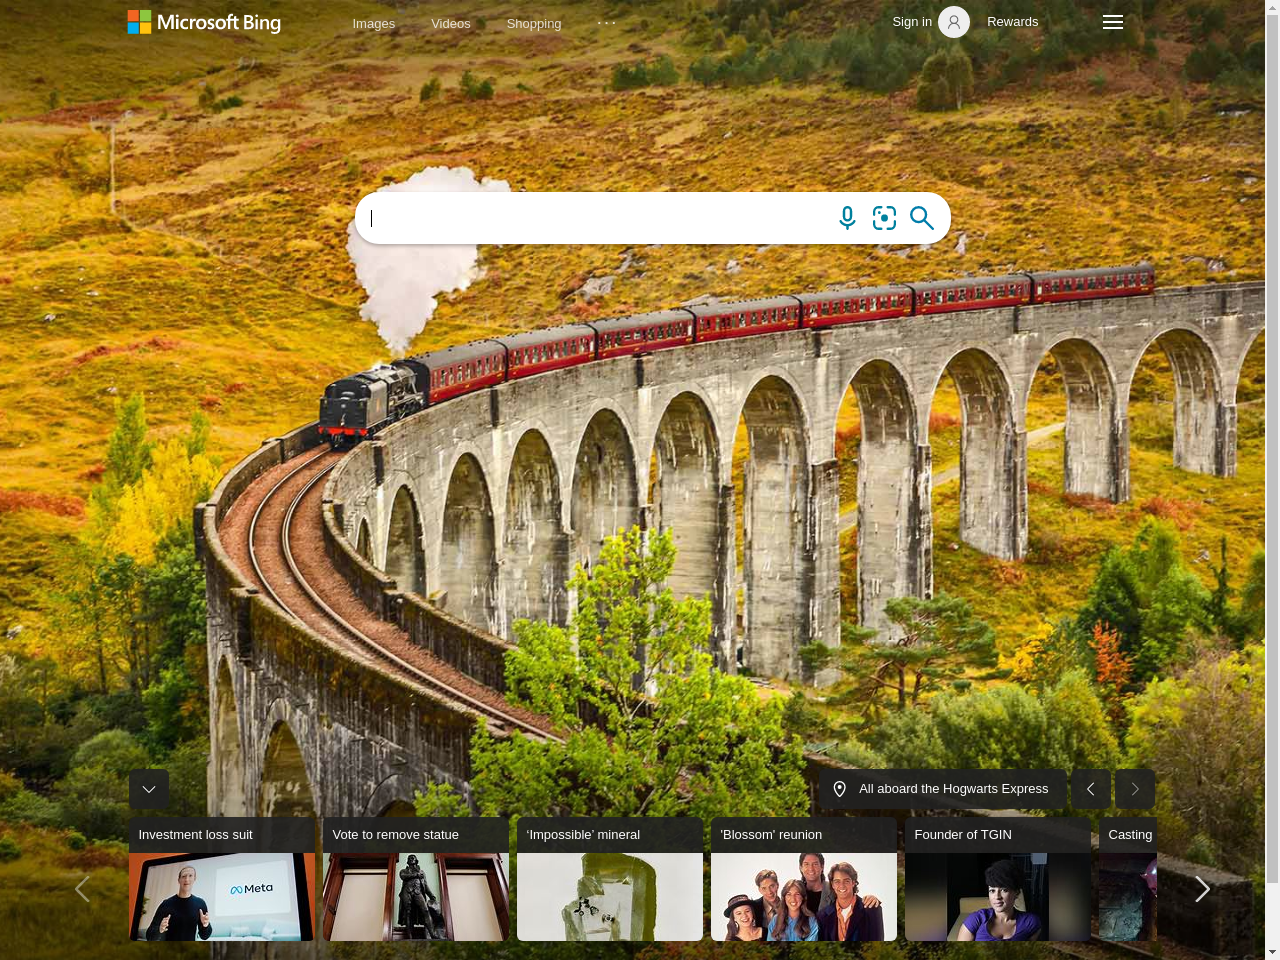 Microsoft Bing
Images
Videos
Shopping
...
Sign in
Rewards
All aboard the Hogwarts Express
Investment loss suit
Vote to remove statue
‘Impossible’ mineral
'Blossom' reunion
Founder of TGIN
Casting
Meta